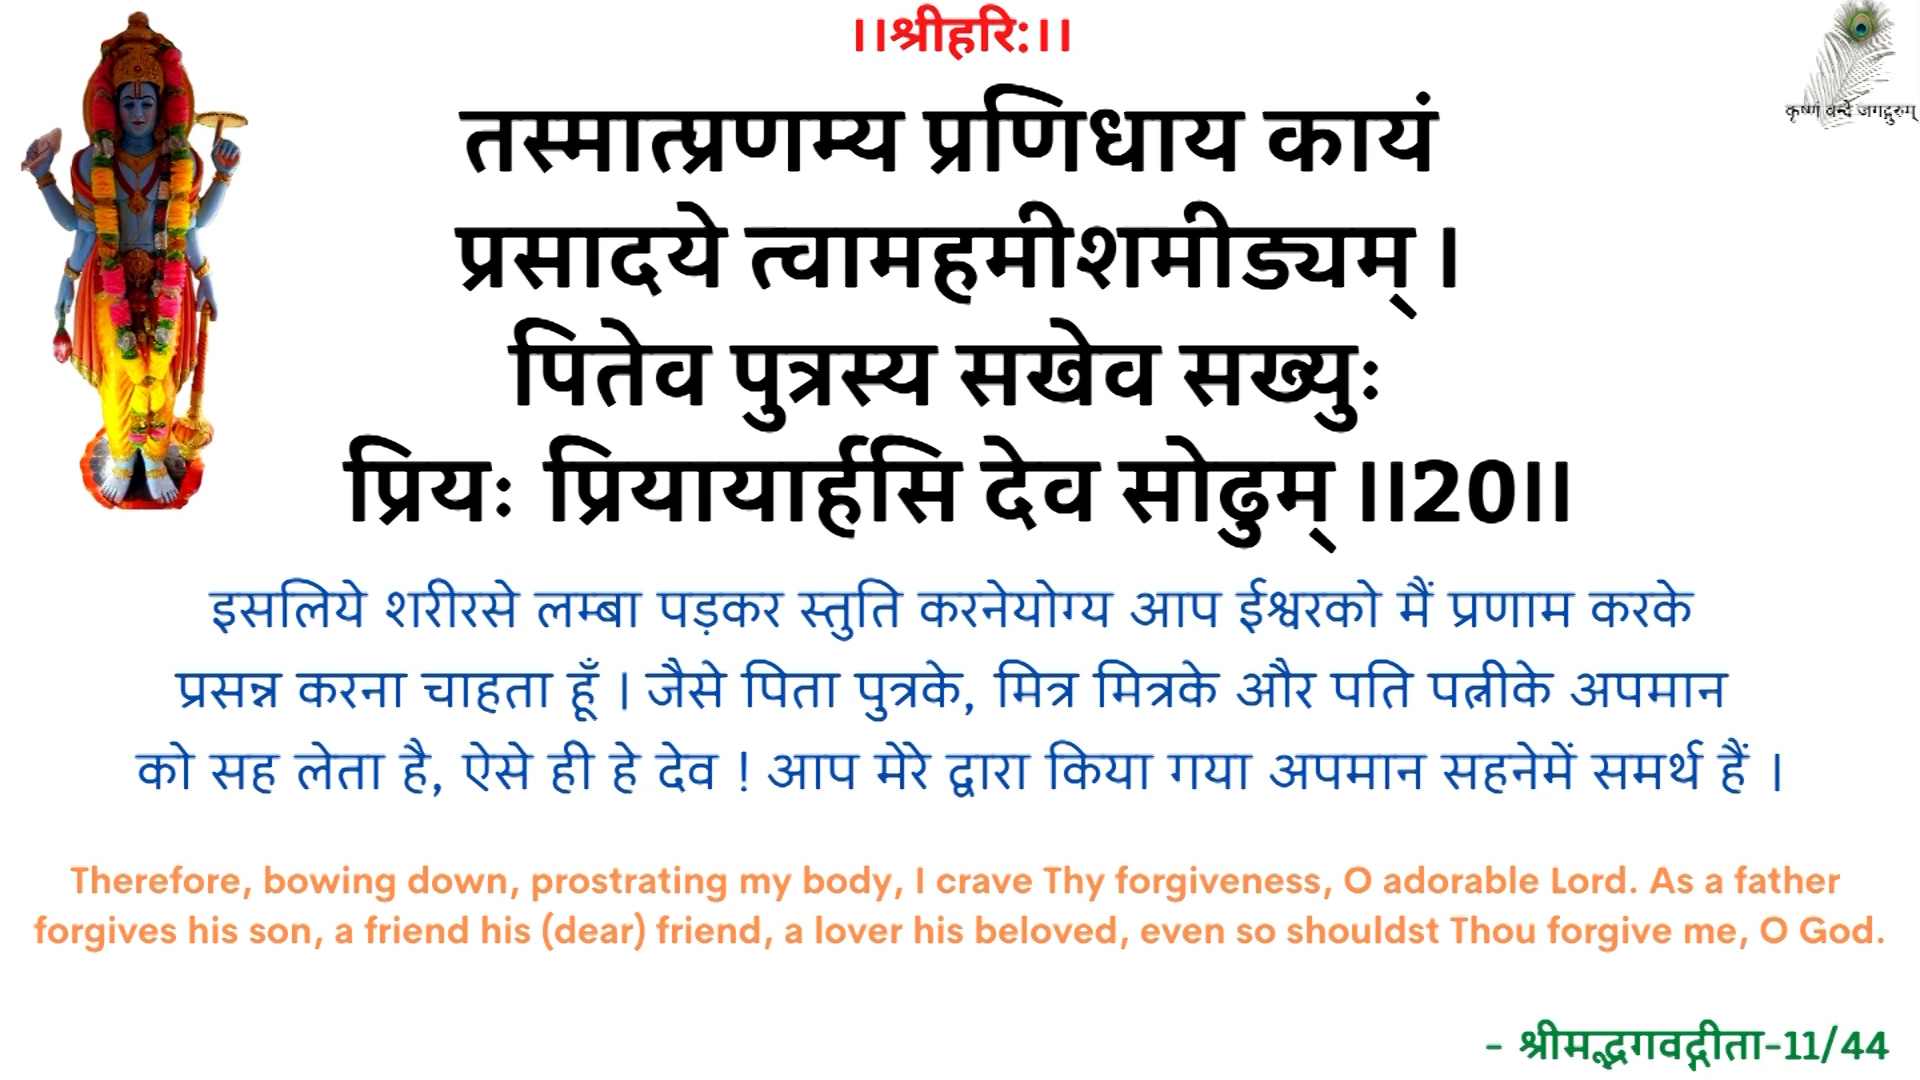 ।।श्रीहरि:।।
कृष्णं वन्दे जगद्गुरुम्
तस्मात्प्रणम्य प्रणिधाय कायं
प्रसादये त्वामहमीशमीड्यम् ।
पितेव पुत्रस्य सखेव सख्युः
प्रियः प्रियायार्हसि देव सोढुम् ।।20।।
इसलिये शरीरसे लम्बा पड़कर स्तुति करनेयोग्य आप ईश्वरको मैं प्रणाम करके
प्रसन्न करना चाहता हूँ । जैसे पिता पुत्रके, मित्र मित्रके और पति पत्नीके अपमान
को सह लेता है, ऐसे ही हे देव ! आप मेरे द्वारा किया गया अपमान सहनेमें समर्थ हैं ।
Therefore, bowing down, prostrating my body, I crave Thy forgiveness, O adorable Lord. As a father
forgives his son, a friend his (dear) friend, a lover his beloved, even so shouldst Thou forgive me, O God.
- श्रीमद्भगवद्गीता-11/44